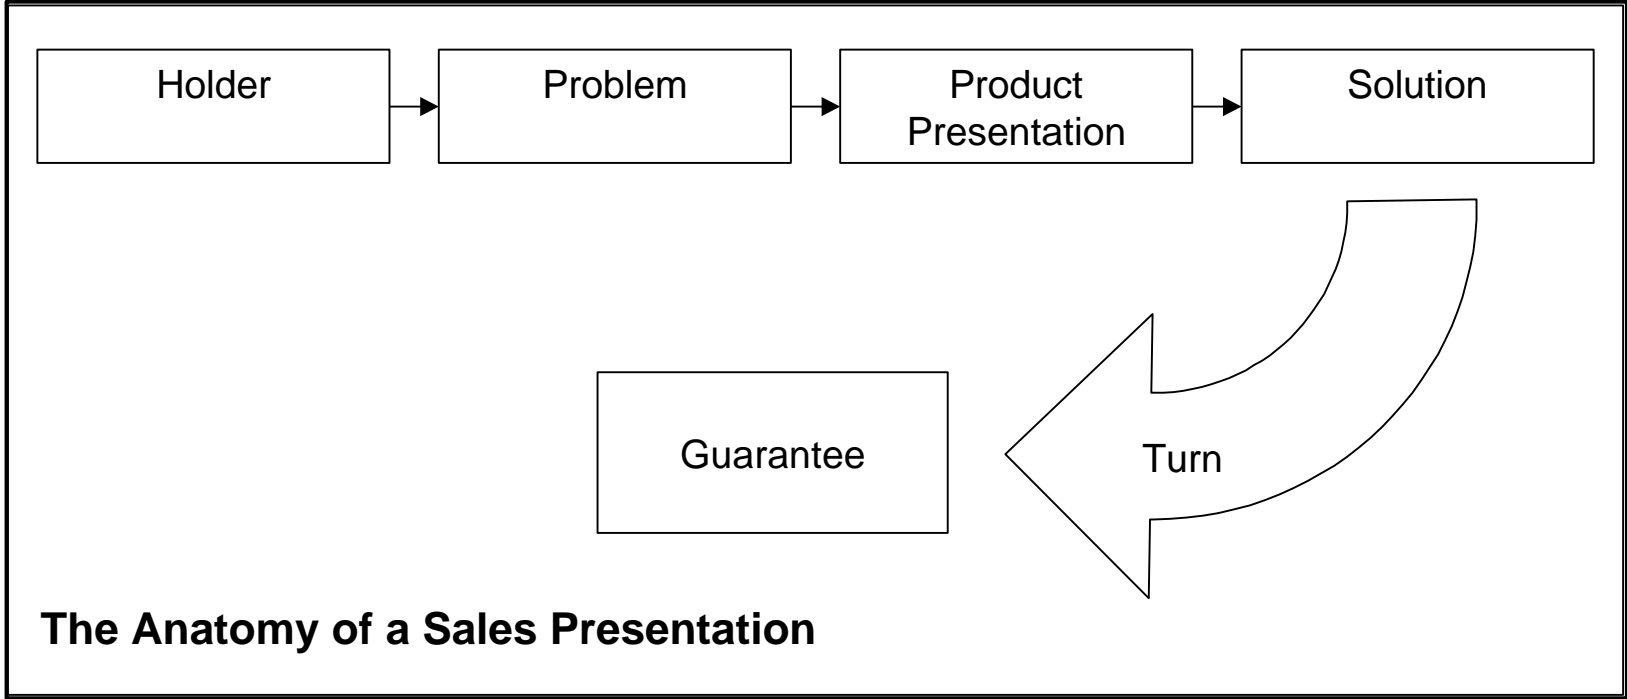 Holder
Problem
Product
Presentation
Solution
Guarantee
Turn
The Anatomy of a Sales Presentation